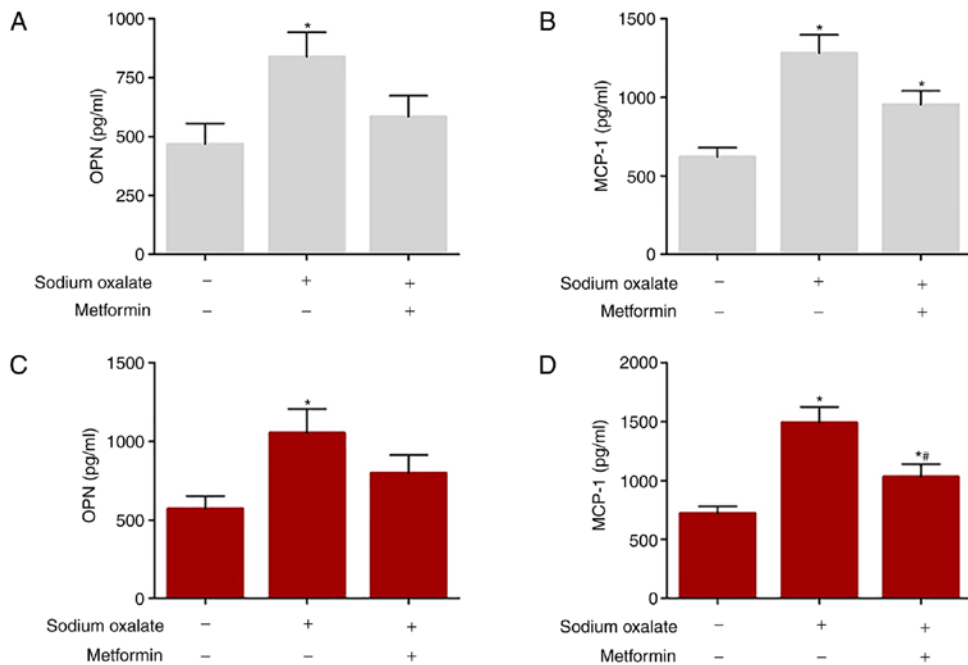 A
1000
750
500
250
0
OPN (pg/ml)
*
Sodium oxalate – + +
Metformin – – +
B
1500
1000
500
0
MCP-1 (pg/ml)
*
*
Sodium oxalate – + +
Metformin – – +
C
1500
1000
500
0
OPN (pg/ml)
*
Sodium oxalate – + +
Metformin – – +
D
2000
1500
1000
500
0
MCP-1 (pg/ml)
*
*#
Sodium oxalate – + +
Metformin – – +